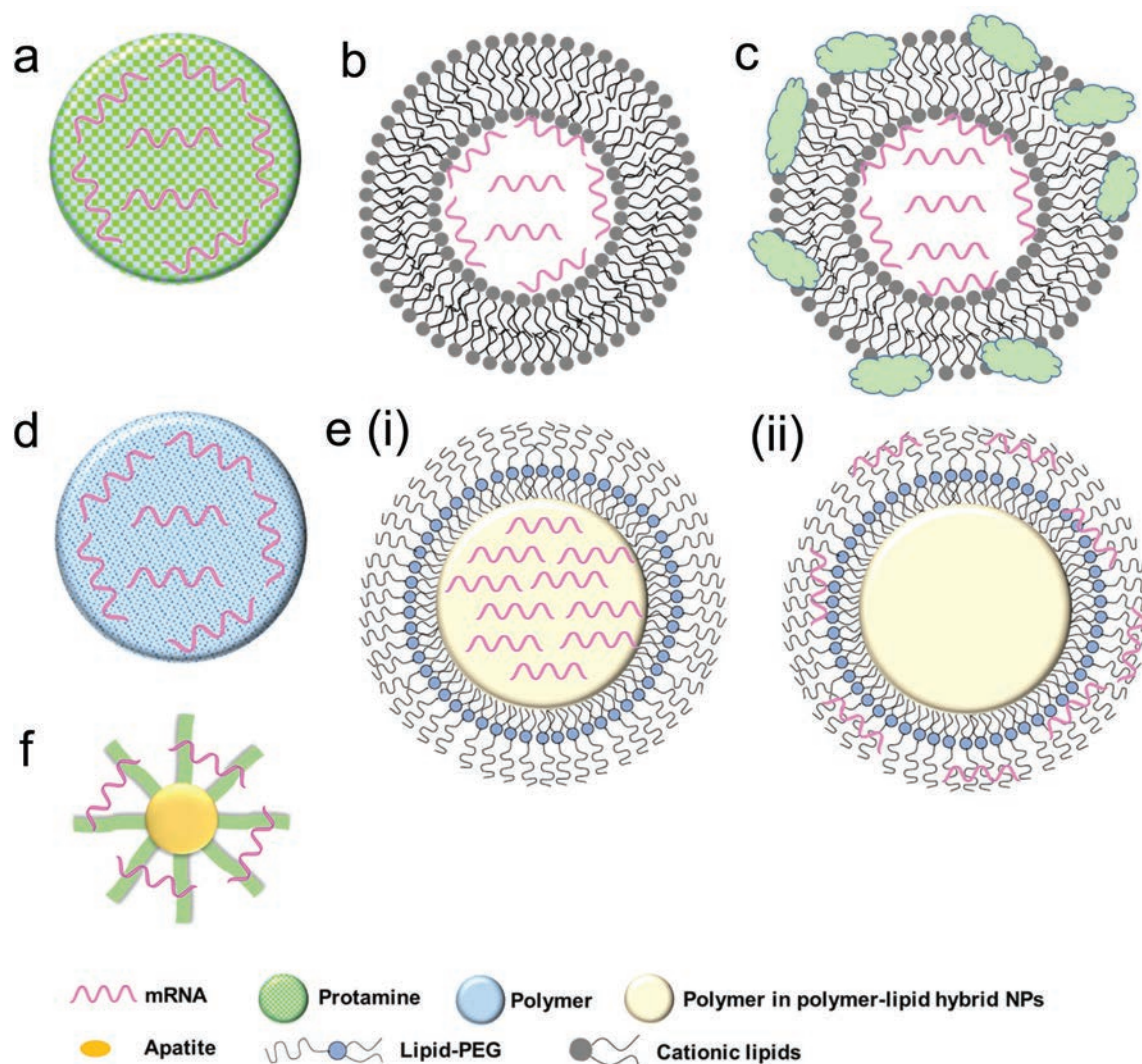 a
b
c
d
e (i)
(ii)
f
mRNA
Protamine
Polymer
Polymer in polymer-lipid hybrid NPs
Apatite
Lipid-PEG
Cationic lipids